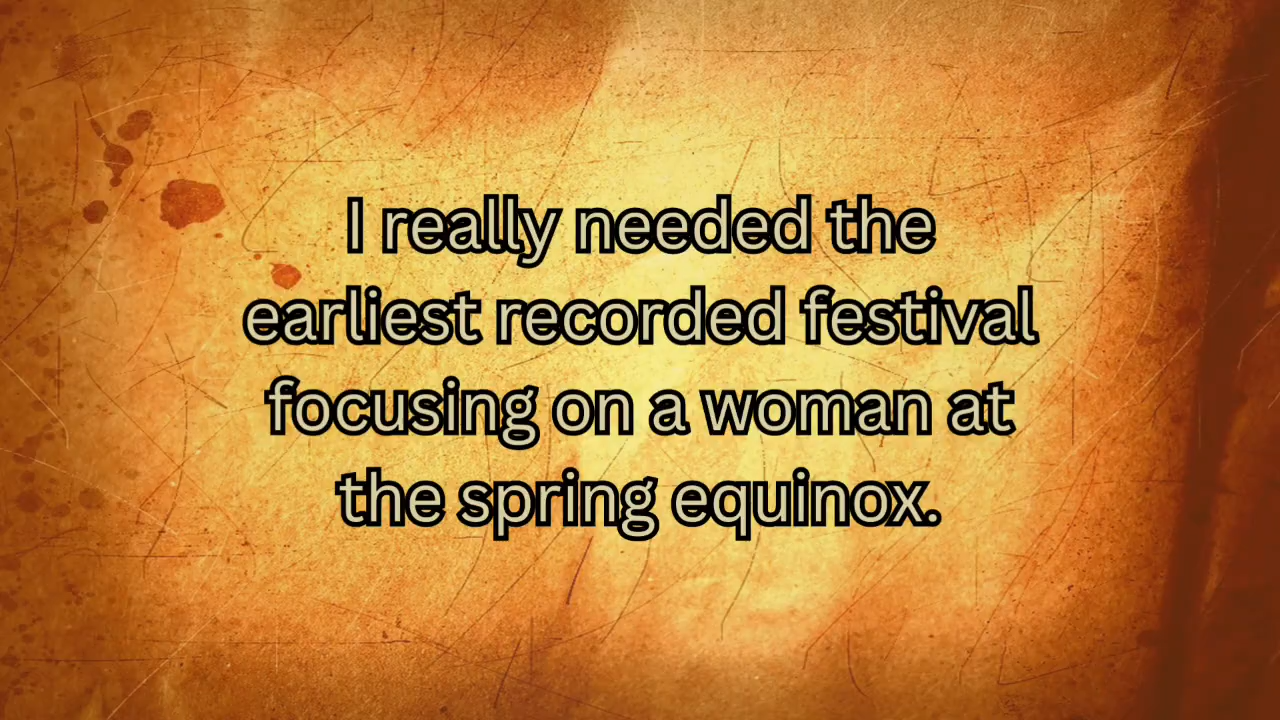 I really needed the
earliest recorded festival
focusing on a woman at
the spring equinox.